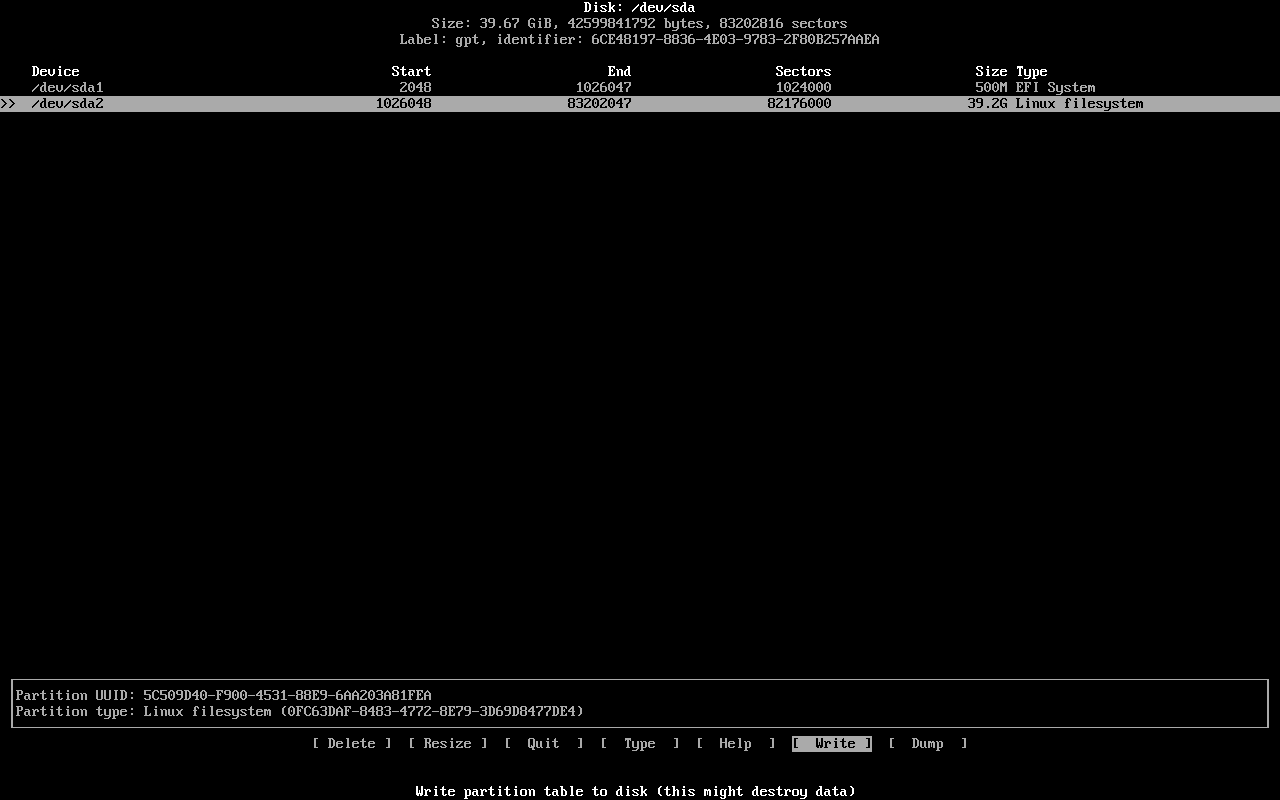 Disk: /dev/sda
Size: 39.67 GiB, 42599841792 bytes, 83202816 sectors
Label: gpt, identifier: 6CE48197-8836-4E03-9783-2F80B257AAEA
Device Start End Sectors Size Type
/dev/sda1 2048 1026047 1024000 500M EFI System
>> /dev/sda2 1026048 83202047 82176000 39.2G Linux filesystem
Partition UUID: 5C509D40-F900-4531-88E9-6AA203A81FEA
Partition type: Linux filesystem (0FC63DAF-8483-4772-8E79-3D69D8477DE4)
[ Delete ] [ Resize ] [ Quit ] [ Type ] [ Help ] [ Write ] [ Dump ]
Write partition table to disk (this might destroy data)